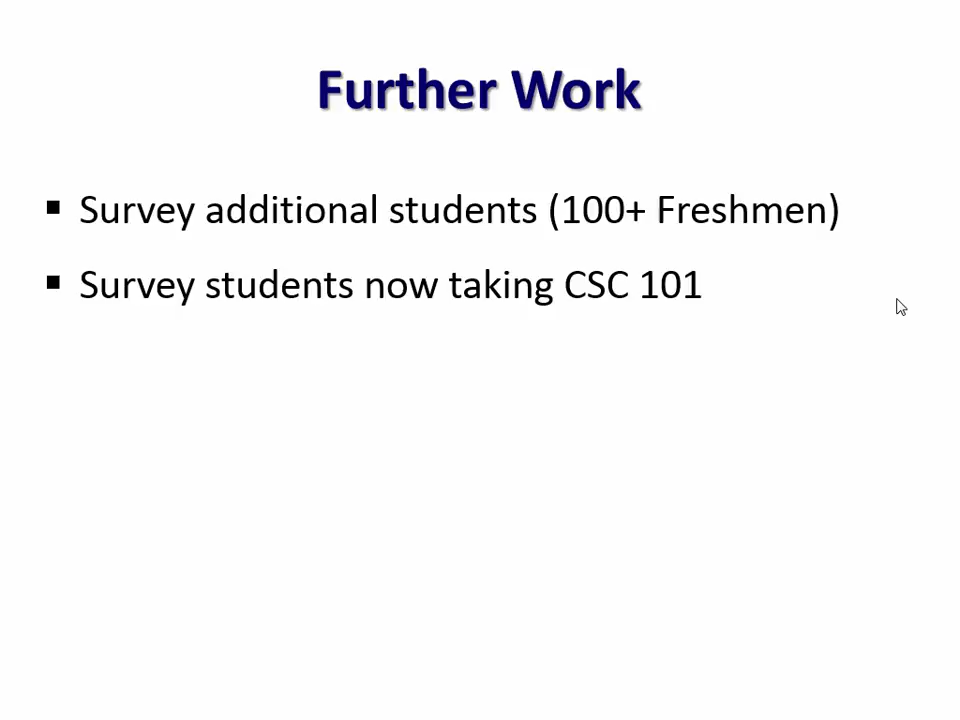 Further Work
▪ Survey additional students (100+ Freshmen)
▪ Survey students now taking CSC 101